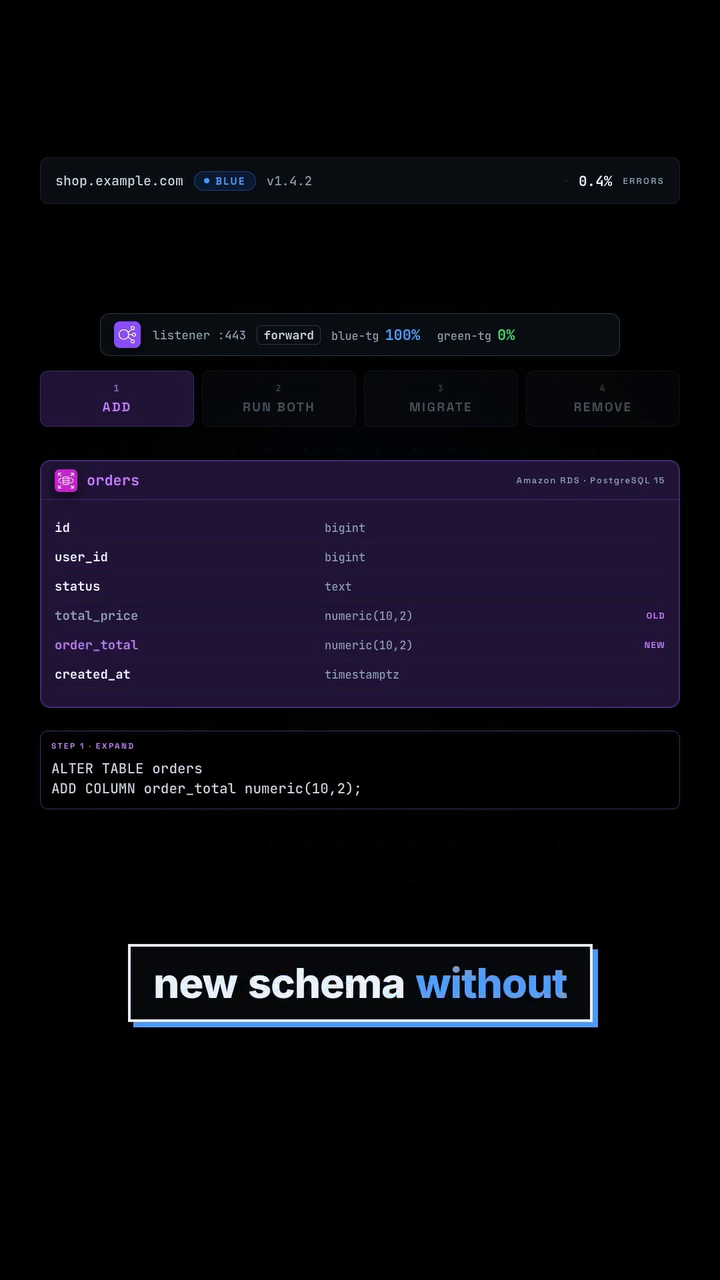 shop.example.com BLUE v1.4.2 0.4% ERRORS
listener :443 forward blue-tg 100% green-tg 0%
1 2 3 4
ADD RUN BOTH MIGRATE REMOVE
orders Amazon RDS · PostgreSQL 15
id bigint
user_id bigint
status text
total_price numeric(10,2) OLD
order_total numeric(10,2) NEW
created_at timestamptz
STEP 1 · EXPAND
ALTER TABLE orders
ADD COLUMN order_total numeric(10,2);
new schema without